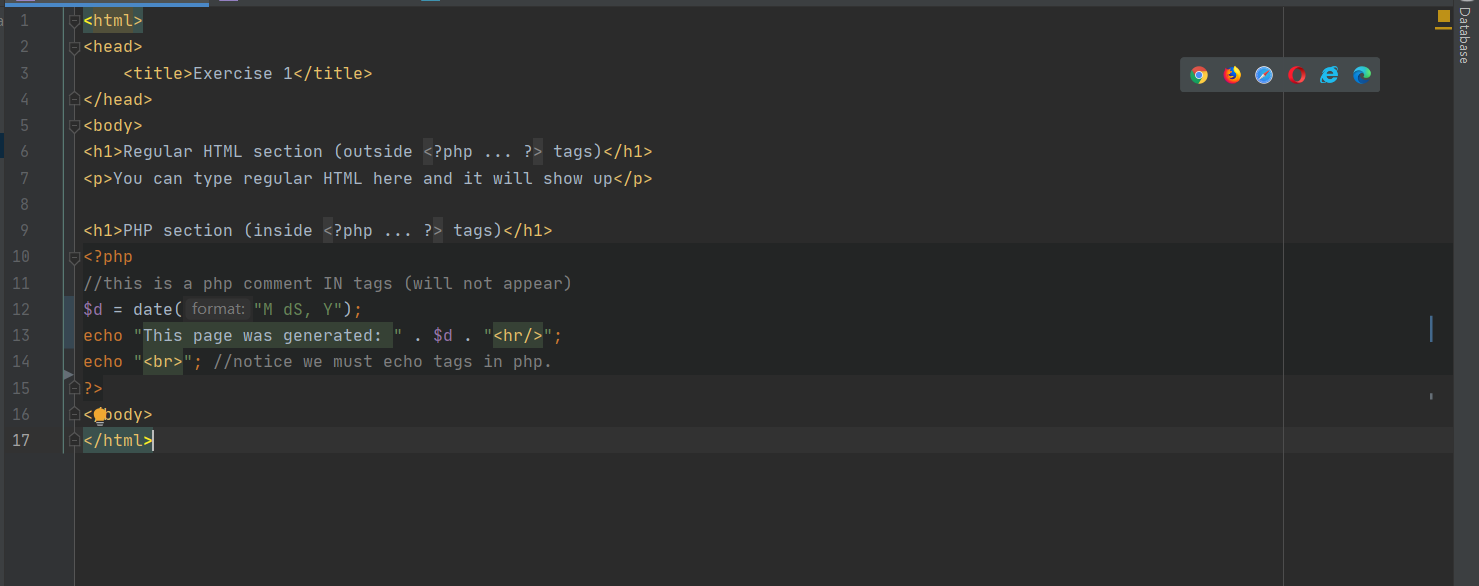 1 <html>
2 <head>
3     <title>Exercise 1</title>
4 </head>
5 <body>
6 <h1>Regular HTML section (outside <?php ... ?> tags)</h1>
7 <p>You can type regular HTML here and it will show up</p>
8
9 <h1>PHP section (inside <?php ... ?> tags)</h1>
10 <?php
11 //this is a php comment IN tags (will not appear)
12 $d = date( format: "M dS, Y");
13 echo "This page was generated: " . $d . "<hr/>";
14 echo "<br>"; //notice we must echo tags in php.
15 ?>
16 </body>
17 </html>
Database